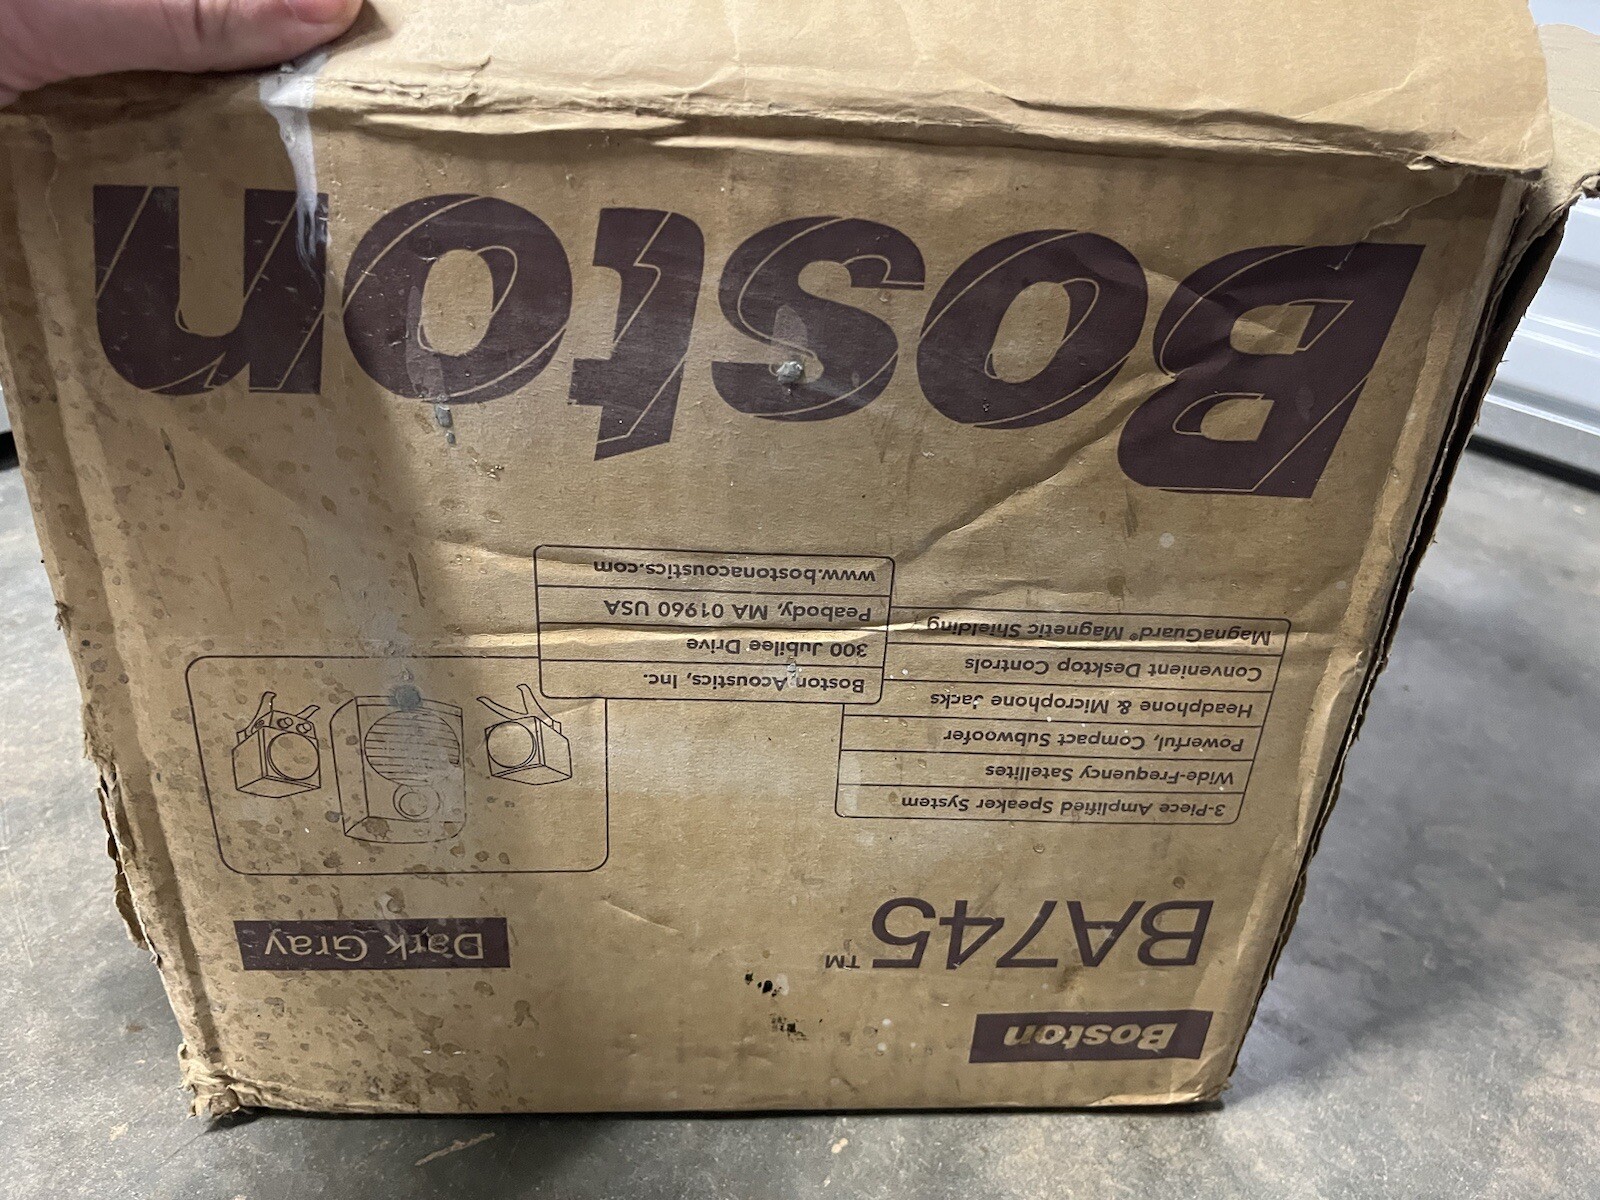 Boston
BA745™
Dark Gray
3-Piece Amplified Speaker System
Wide-Frequency Satellites
Powerful, Compact Subwoofer
Headphone & Microphone Jacks
Convenient Desktop Controls
MagnaGuard® Magnetic Shielding
Boston Acoustics, Inc.
300 Jubilee Drive
Peabody, MA 01960 USA
www.bostonacoustics.com
Boston